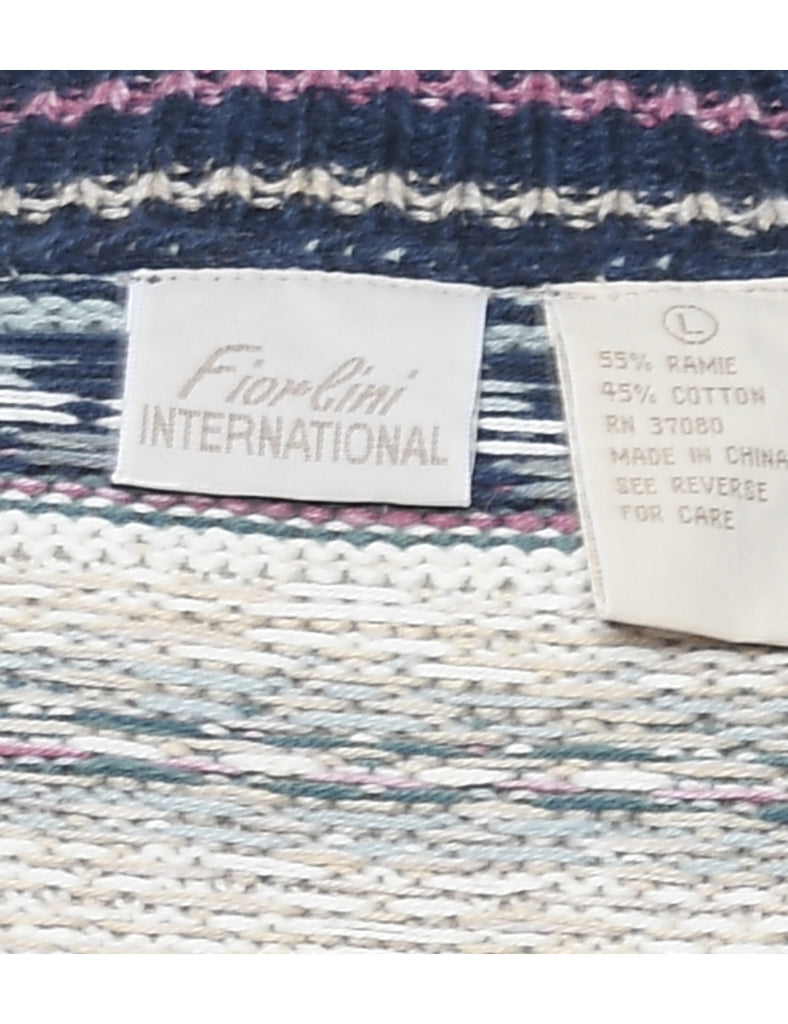 Fiorlini
INTERNATIONAL
L
55% RAMIE
45% COTTON
RN 37080
MADE IN CHINA
SEE REVERSE
FOR CARE